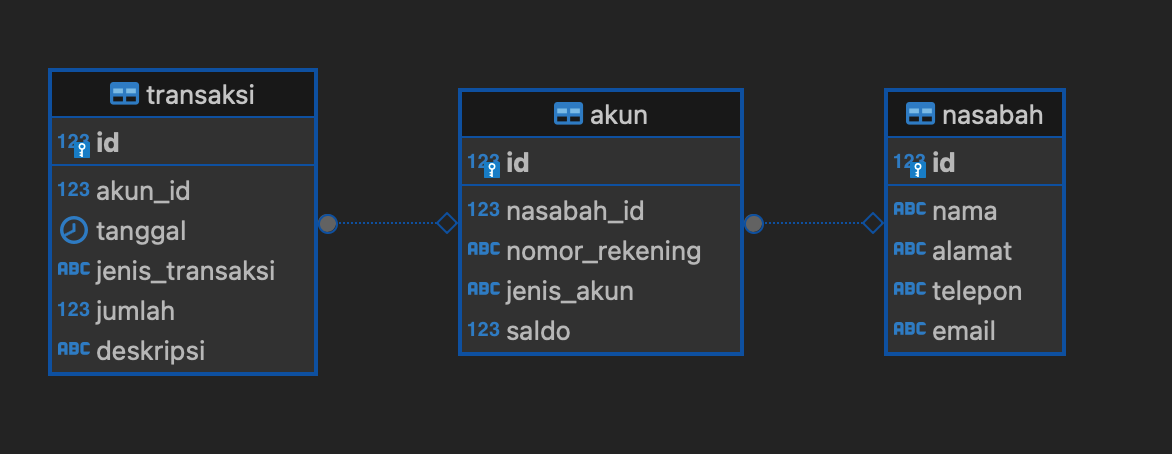 transaksi
123 id
123 akun_id
tanggal
ABC jenis_transaksi
123 jumlah
ABC deskripsi
akun
123 id
123 nasabah_id
ABC nomor_rekening
ABC jenis_akun
123 saldo
nasabah
123 id
ABC nama
ABC alamat
ABC telepon
ABC email